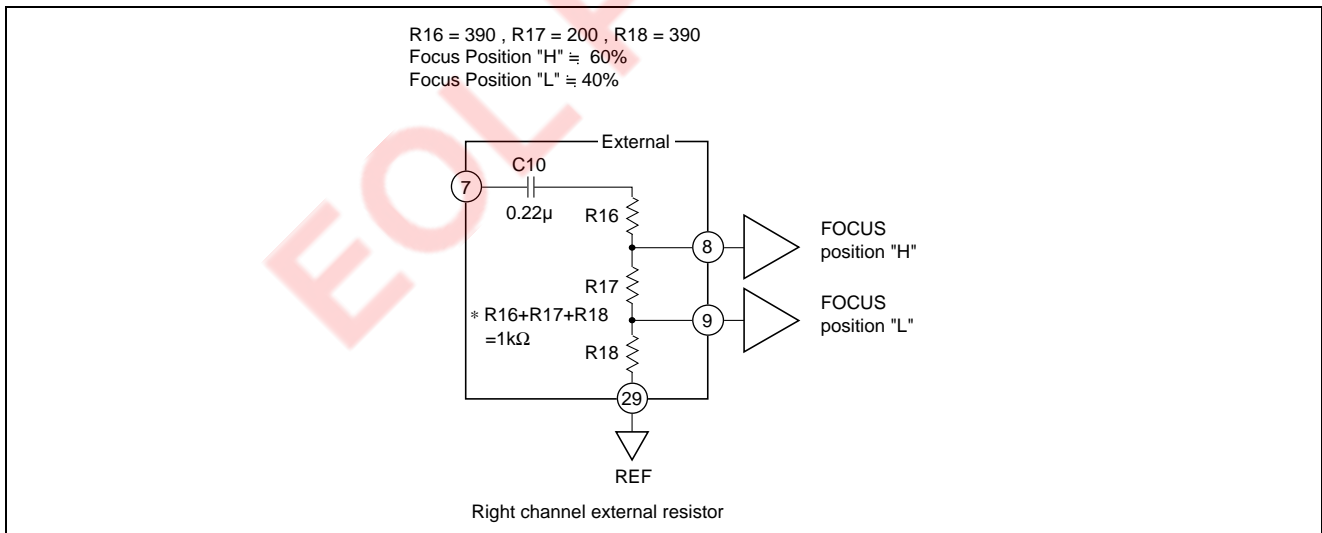 R16 = 390 , R17 = 200 , R18 = 390
Focus Position "H" ≒ 60%
Focus Position "L" ≒ 40%
External
C10
7
0.22µ
R16
8
FOCUS
position "H"
R17
9
FOCUS
position "L"
* R16+R17+R18
=1kΩ
R18
29
REF
Right channel external resistor
EOL